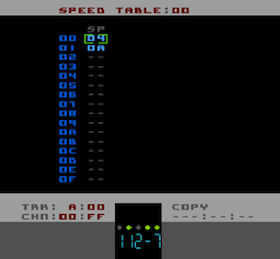 SPEED TABLE:00
SP
00 09
01 0A
02 --
03 --
04 --
05 --
06 --
07 --
08 --
09 --
0A --
0B --
0C --
0D --
0E --
0F --
TRK: A:00 COPY
CHN:00:FF ---:--:--
112-7